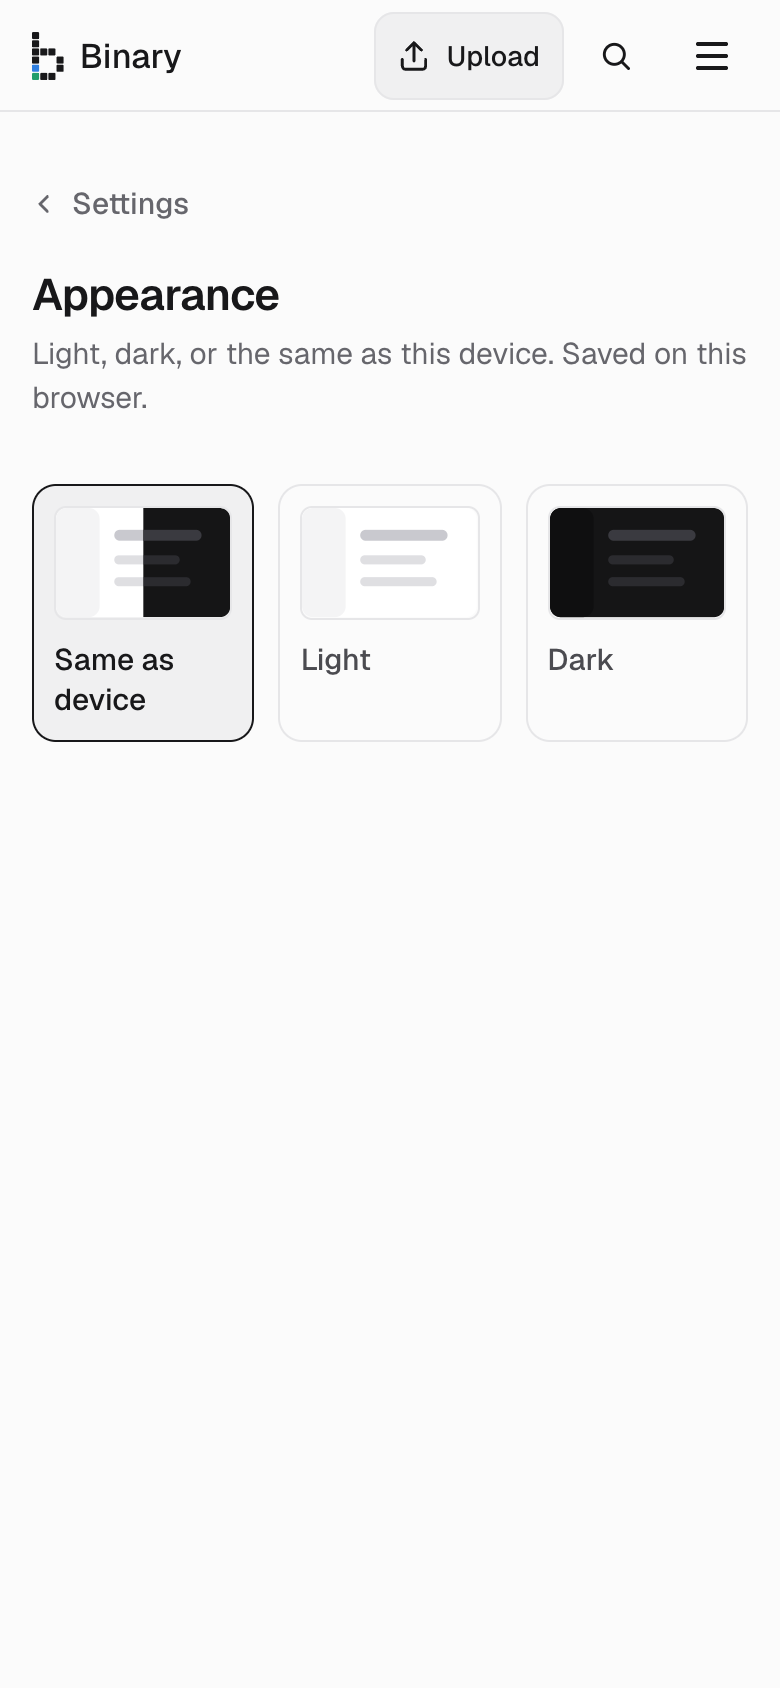 Binary
Upload
Settings
Appearance
Light, dark, or the same as this device. Saved on this
browser.
Same as
device
Light
Dark